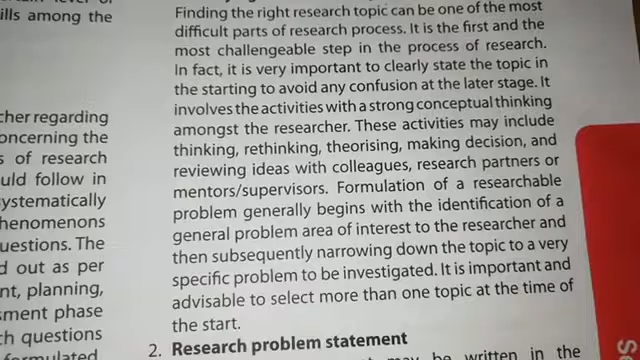 ills among the
cher regarding
oncerning the
s of research
uld follow in
ystematically
henomenons
uestions. The
d out as per
nt, planning,
sment phase
ch questions
formulated
Finding the right research topic can be one of the most
difficult parts of research process. It is the first and the
most challengeable step in the process of research.
In fact, it is very important to clearly state the topic in
the starting to avoid any confusion at the later stage. It
involves the activities with a strong conceptual thinking
amongst the researcher. These activities may include
thinking, rethinking, theorising, making decision, and
reviewing ideas with colleagues, research partners or
mentors/supervisors. Formulation of a researchable
problem generally begins with the identification of a
general problem area of interest to the researcher and
then subsequently narrowing down the topic to a very
specific problem to be investigated. It is important and
advisable to select more than one topic at the time of
the start.
2. Research problem statement
may be written in the